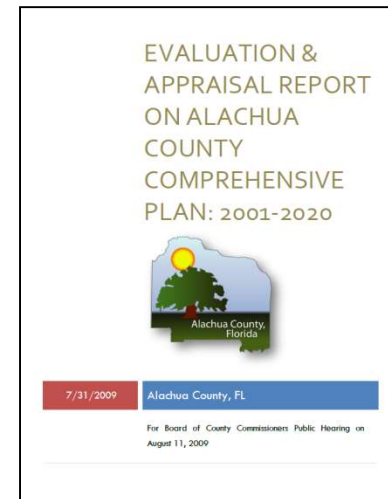 EVALUATION &
APPRAISAL REPORT
ON ALACHUA
COUNTY
COMPREHENSIVE
PLAN: 2001-2020
Alachua County,
Florida
7/31/2009
Alachua County, FL
For Board of County Commissioners Public Hearing on
August 11, 2009